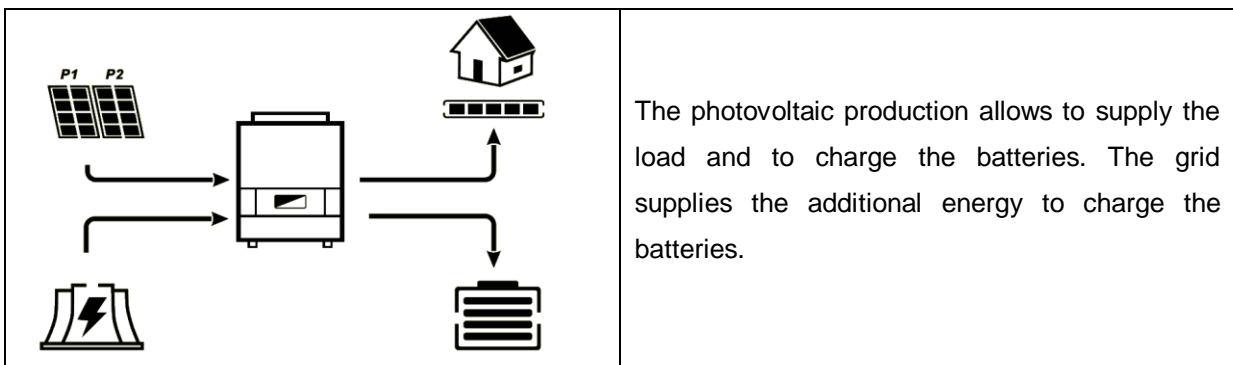 P1 P2
The photovoltaic production allows to supply the
load and to charge the batteries. The grid
supplies the additional energy to charge the
batteries.